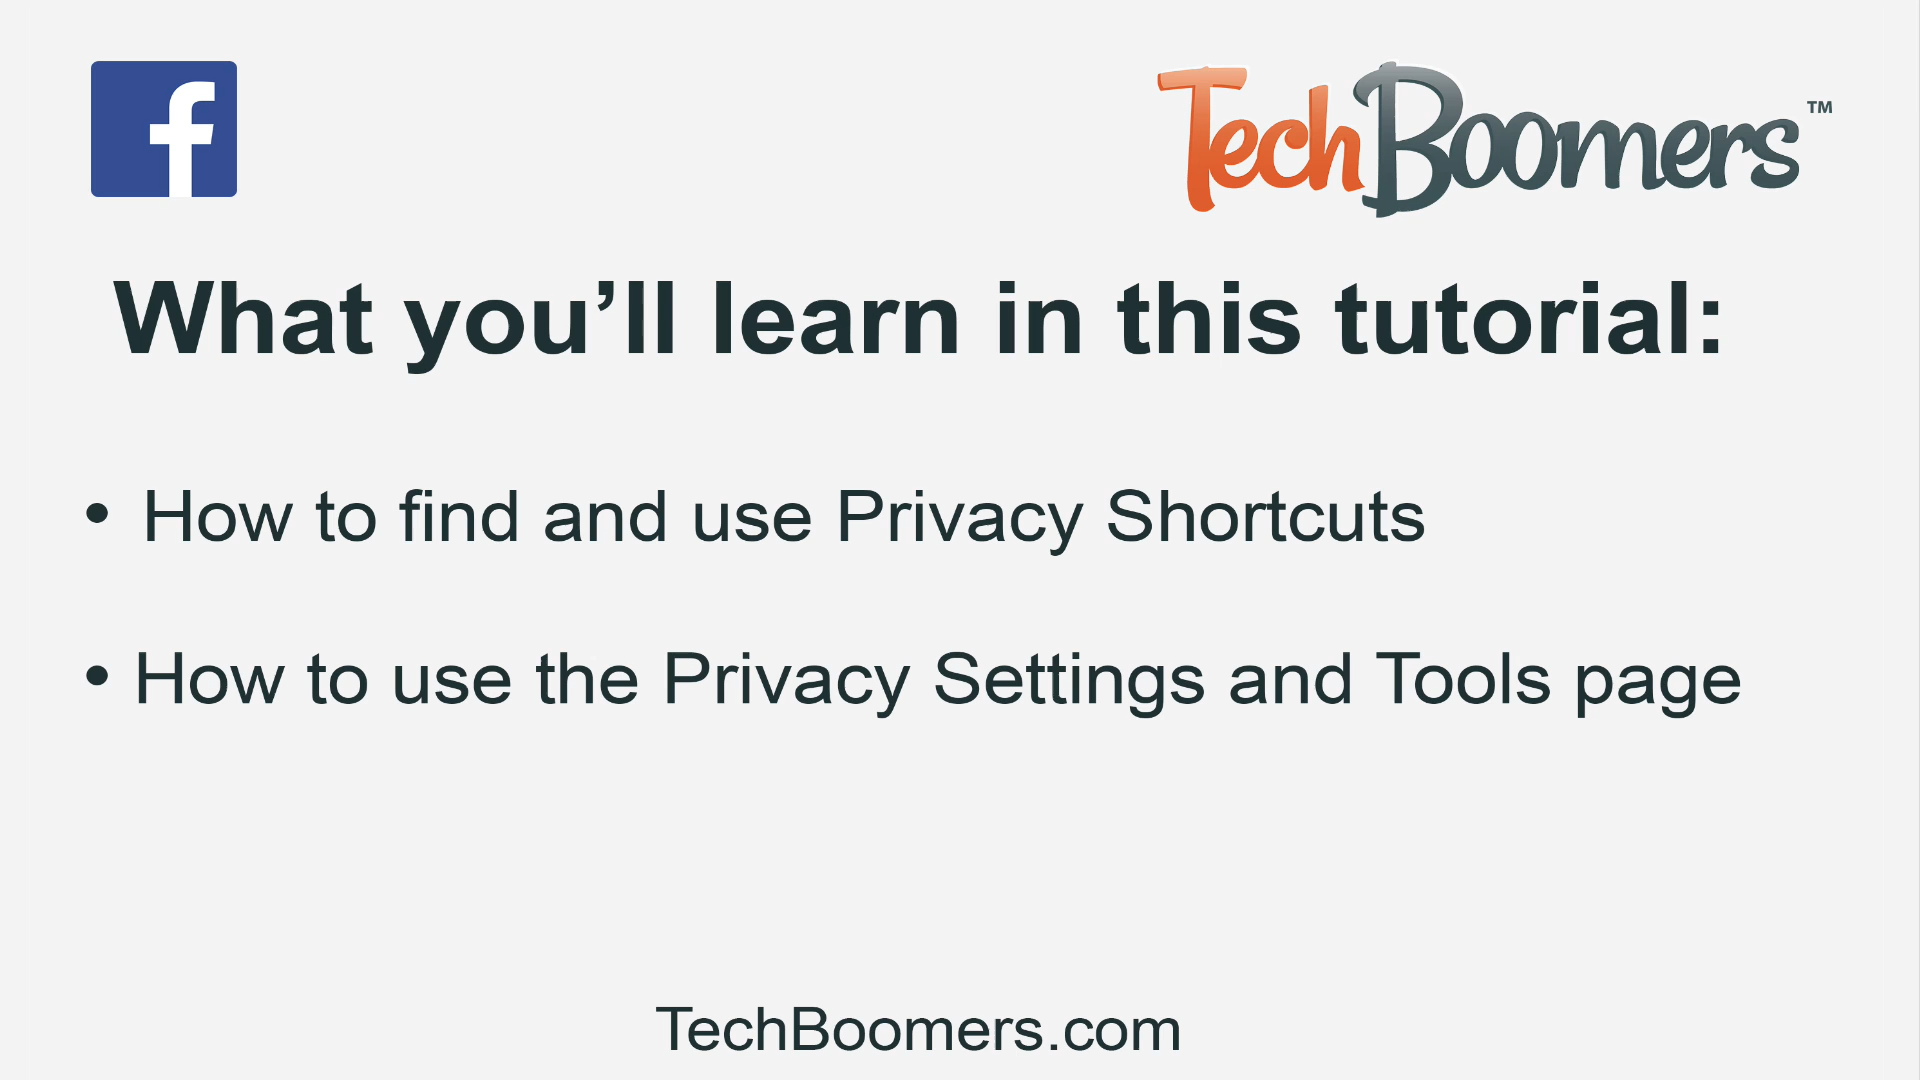 f
TechBoomers™
What you’ll learn in this tutorial:
• How to find and use Privacy Shortcuts
• How to use the Privacy Settings and Tools page
TechBoomers.com